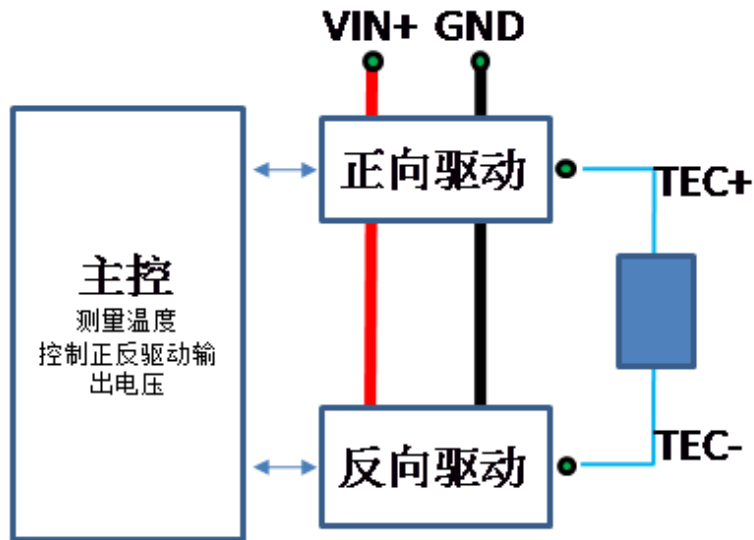 VIN+ GND
正向驱动
TEC+
主控
测量温度
控制正反驱动输
出电压
TEC-
反向驱动